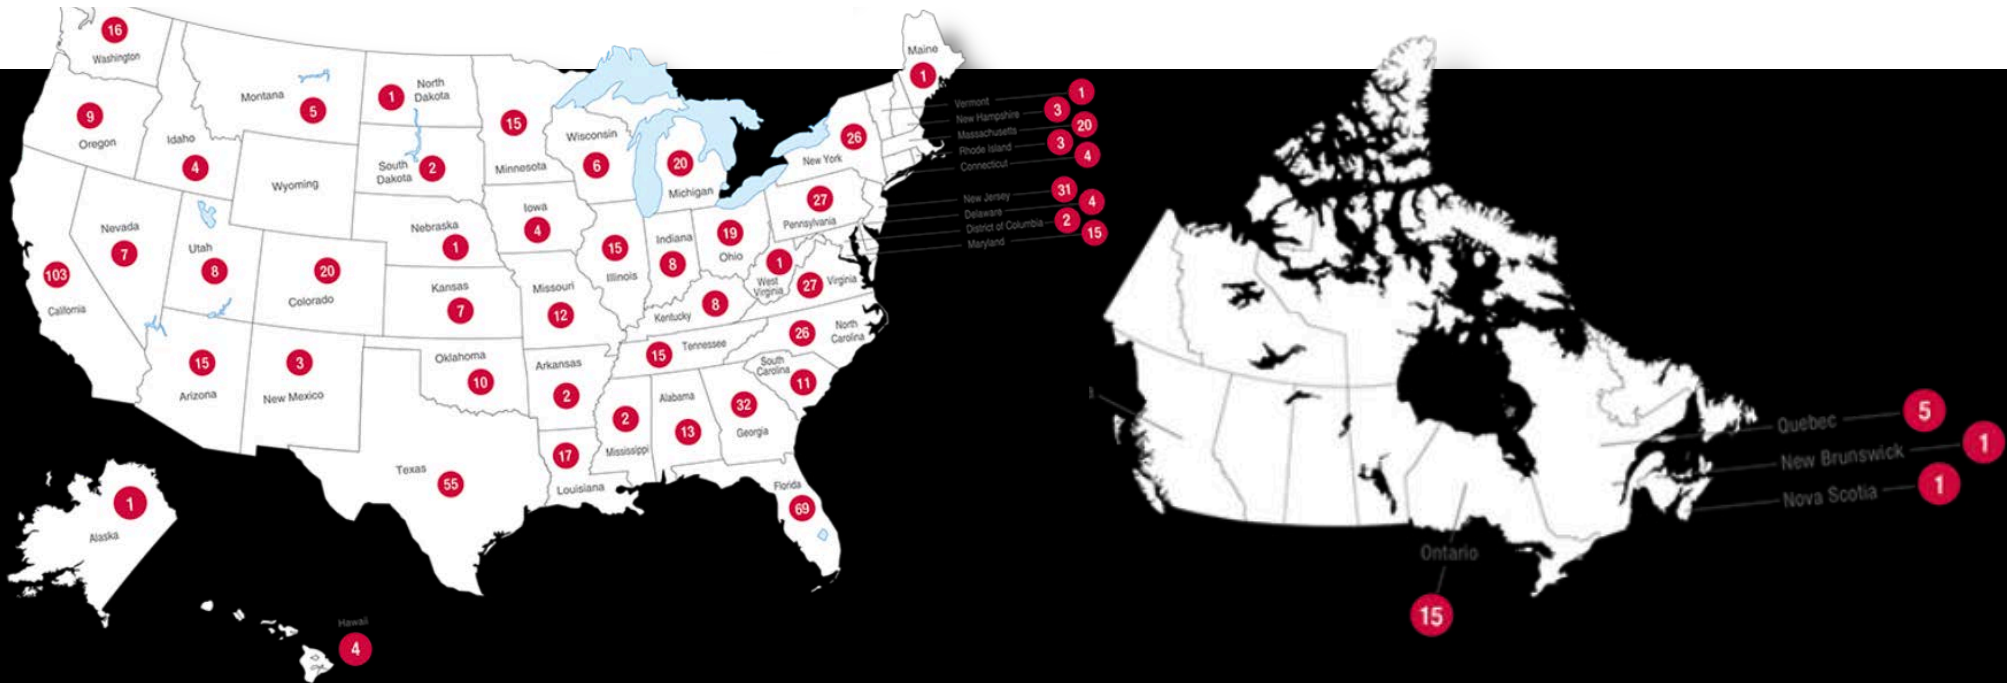 16
Washington
9
Oregon
Idaho
4
Montana
5
1
North
Dakota
South
Dakota
2
15
Minnesota
Wisconsin
6
20
Michigan
Maine
1
Vermont
1
New Hampshire
3
Massachusetts
20
Rhode Island
3
Connecticut
4
26
New York
27
Pennsylvania
New Jersey
31
Delaware
4
District of Columbia
2
Maryland
15
Wyoming
Nevada
7
Utah
8
103
California
20
Colorado
Nebraska
1
Iowa
4
15
Illinois
Indiana
8
19
Ohio
1
West
Virginia
27
Virginia
Kansas
7
Missouri
12
Kentucky
8
26
North
Carolina
15
Tennessee
South
Carolina
11
15
Arizona
3
New Mexico
Oklahoma
10
Arkansas
2
2
Mississippi
Alabama
13
32
Georgia
17
Louisiana
Texas
55
Florida
69
1
Alaska
Hawaii
4
Quebec
5
New Brunswick
1
Nova Scotia
1
Ontario
15